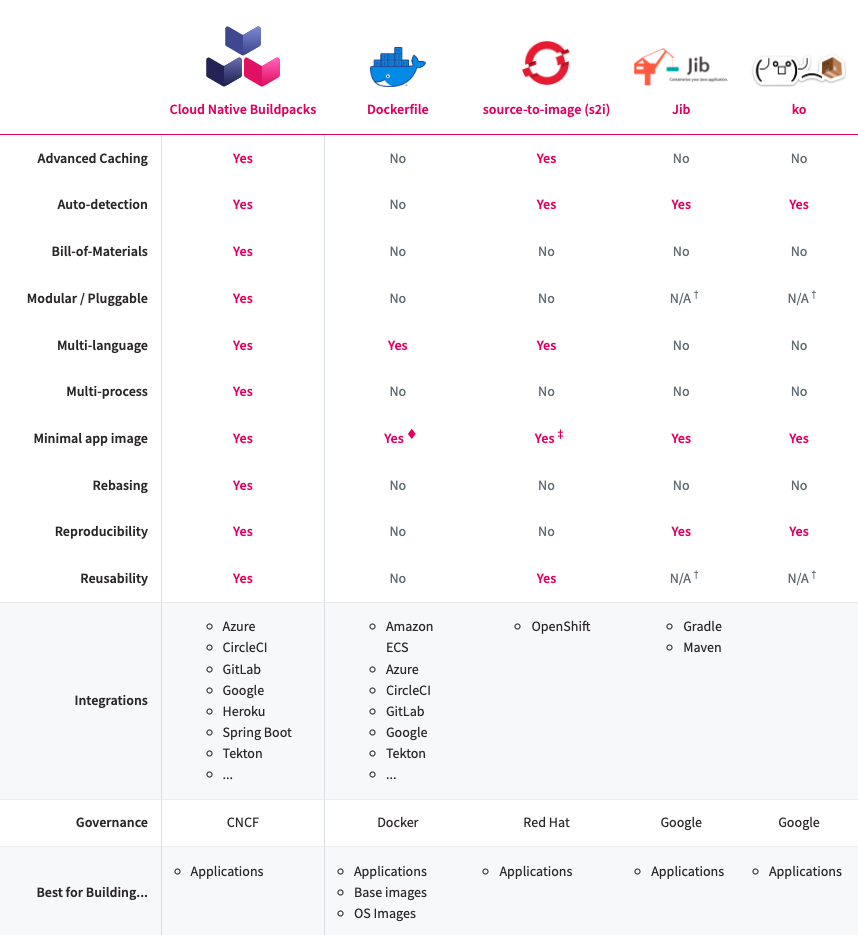 Jib
Containerize your Java application.
Cloud Native Buildpacks Dockerfile source-to-image (s2i) Jib ko
Advanced Caching Yes No Yes No No
Auto-detection Yes No Yes Yes Yes
Bill-of-Materials Yes No No No No
Modular / Pluggable Yes No No N/A † N/A †
Multi-language Yes Yes Yes No No
Multi-process Yes No No No No
Minimal app image Yes Yes ♦ Yes ‡ Yes Yes
Rebasing Yes No No No No
Reproducibility Yes No No Yes Yes
Reusability Yes No Yes N/A † N/A †
Integrations
Azure
CircleCI
GitLab
Google
Heroku
Spring Boot
Tekton
...
Amazon
ECS
Azure
CircleCI
GitLab
Google
Tekton
...
OpenShift
Gradle
Maven
Governance CNCF Docker Red Hat Google Google
Best for Building...
Applications
Applications
Base images
OS Images
Applications
Applications
Applications